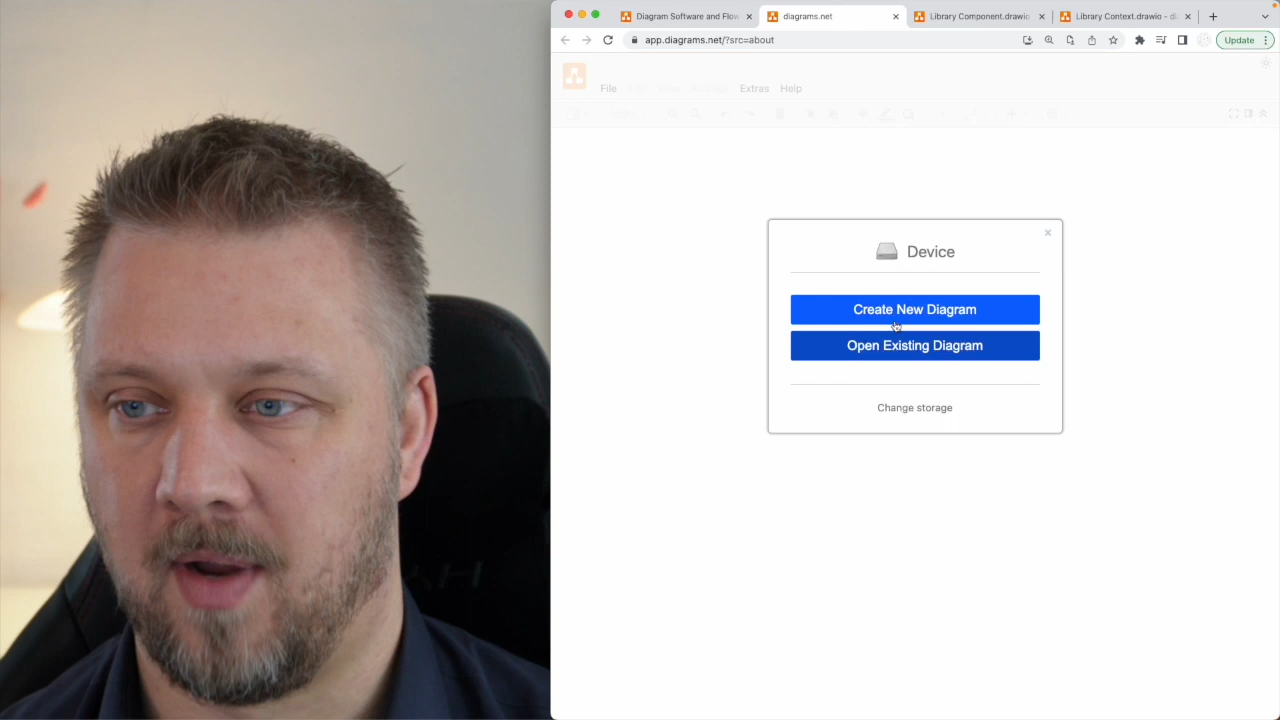 Diagram Software and Flow
diagrams.net
Library Component.drawio
Library Context.drawio - di
app.diagrams.net/?src=about
Update
File
Extras
Help
Device
Create New Diagram
Open Existing Diagram
Change storage